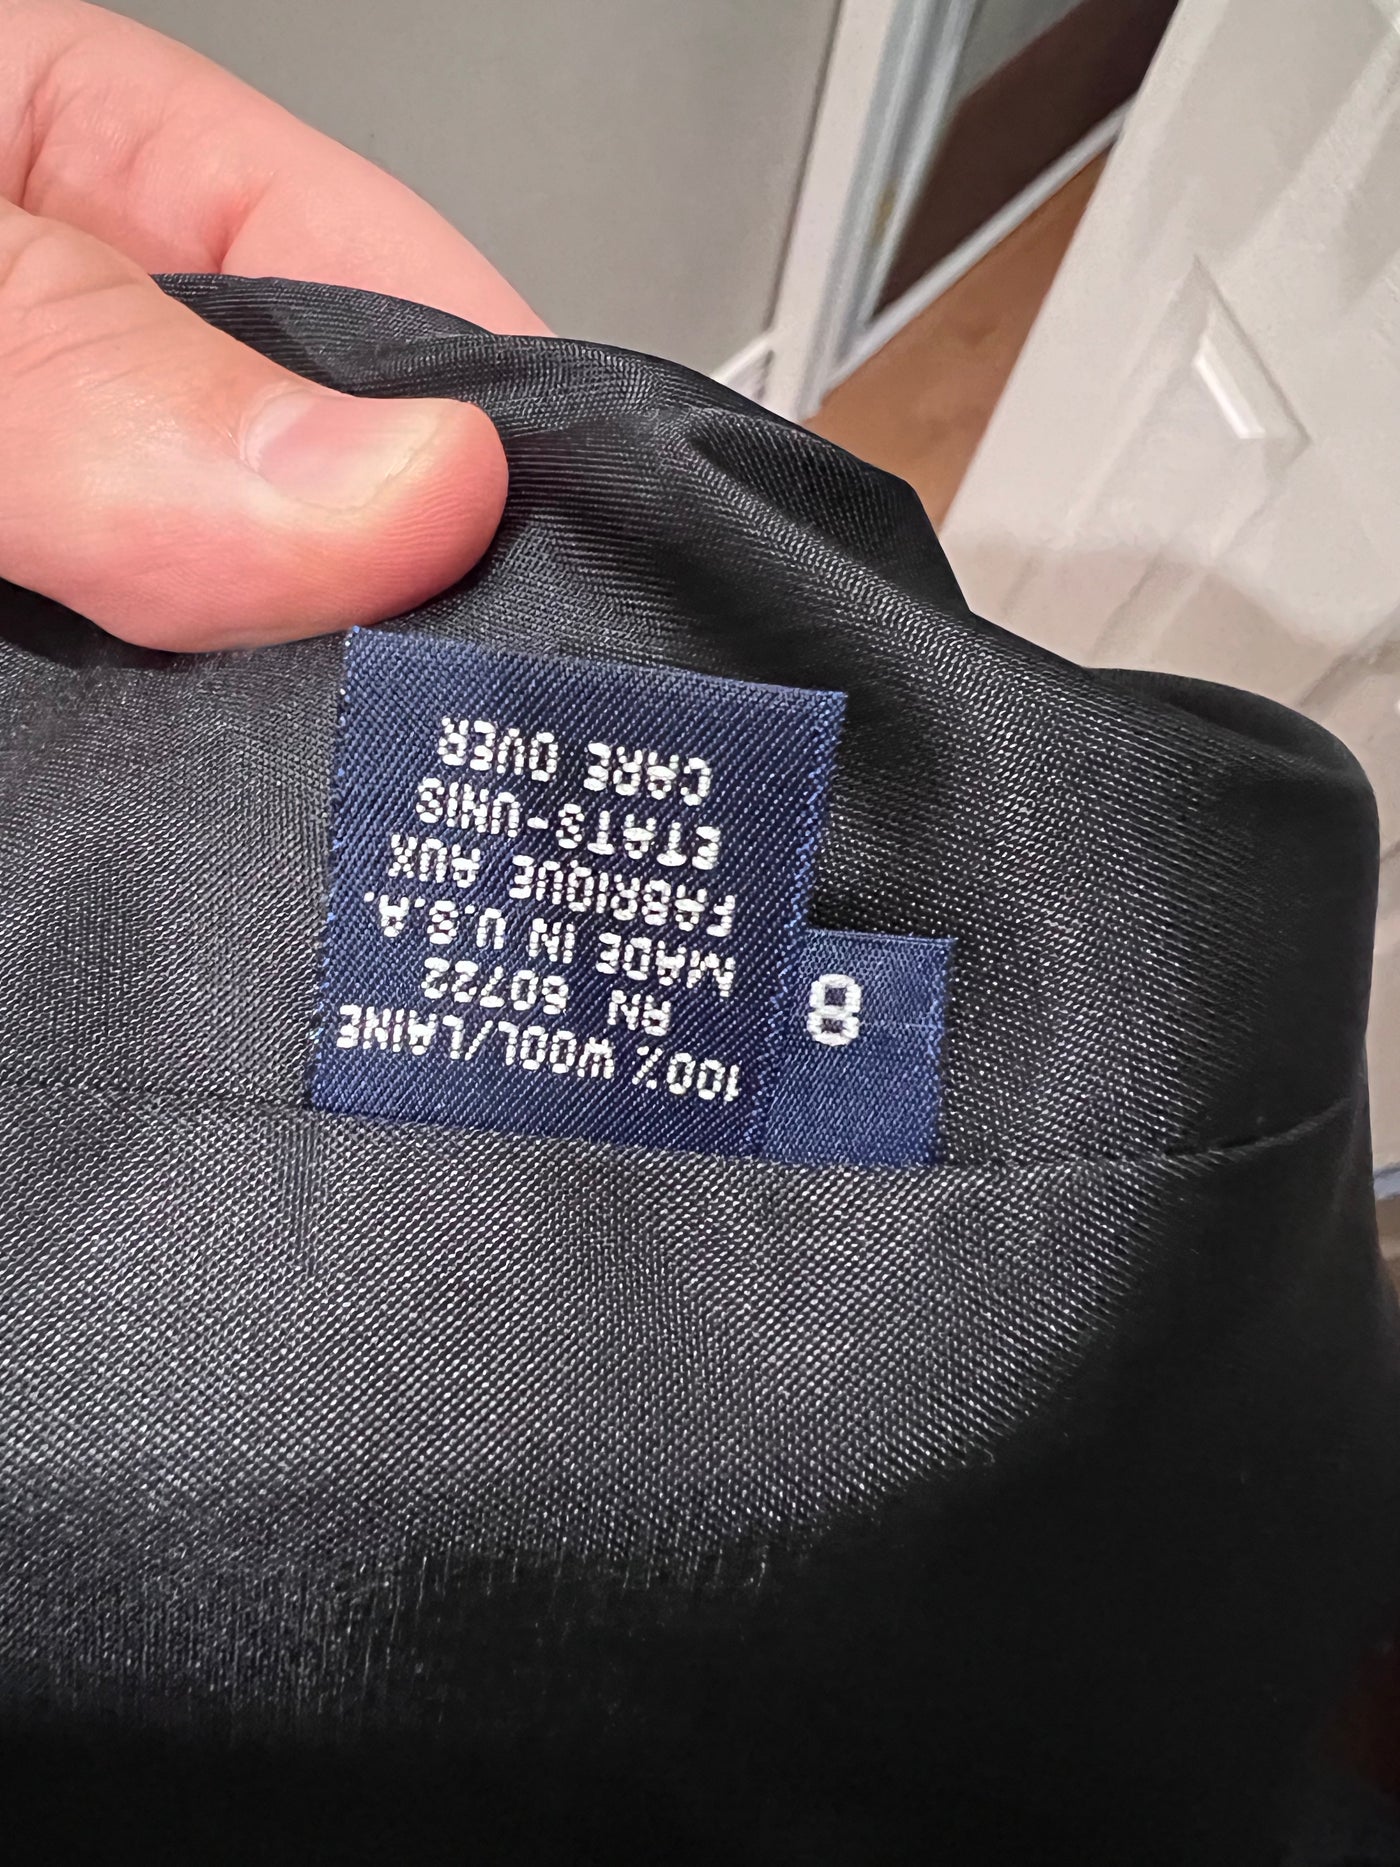 100% WOOL/LAINE
RN 60722
MADE IN U.S.A.
FABRIQUE AUX
ETATS-UNIS
CARE OVER
8